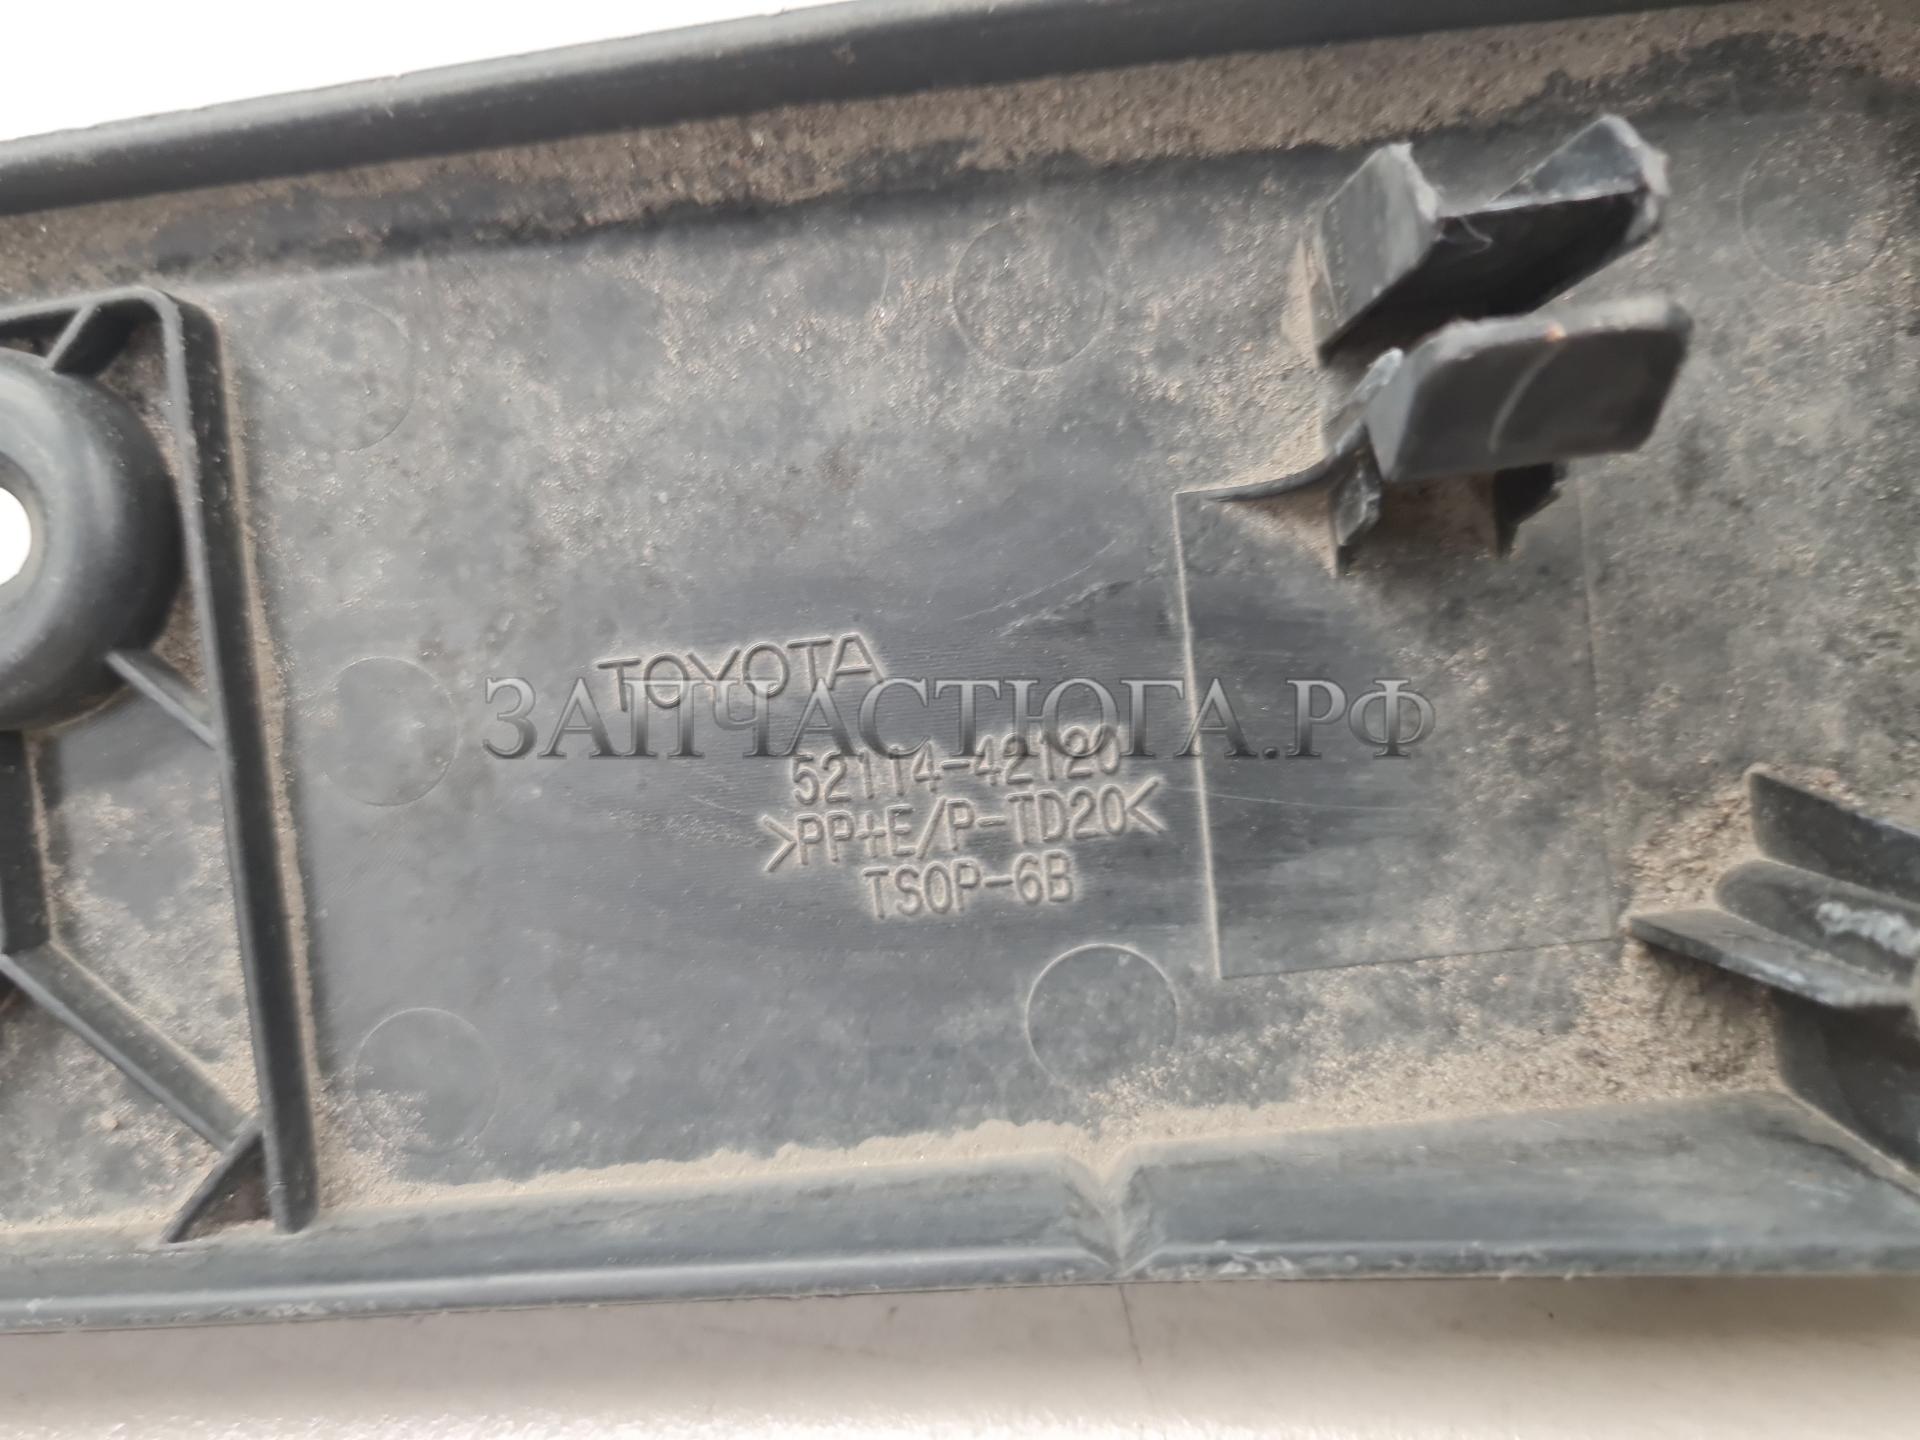 TOYOTA
ЗАПЧАСТЮГА.РФ
52114-42120
>PP+E/P-TD20<
TSOP-6B